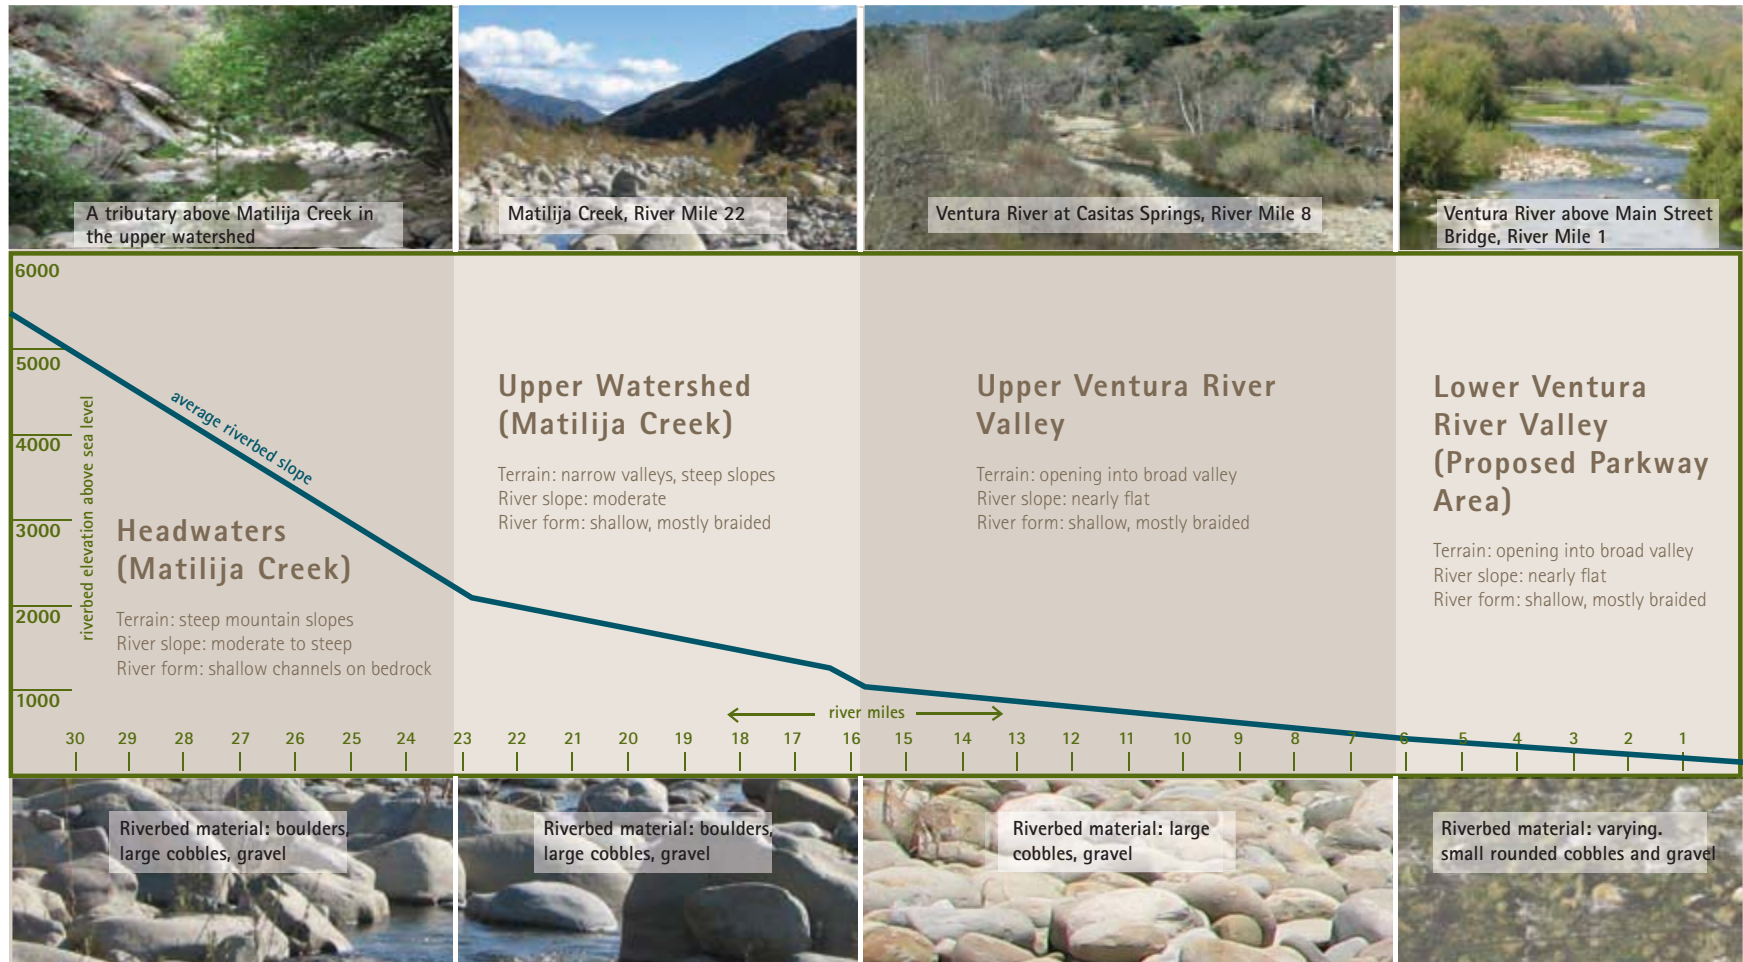 A tributary above Matilija Creek in
the upper watershed
Matilija Creek, River Mile 22
Ventura River at Casitas Springs, River Mile 8
Ventura River above Main Street
Bridge, River Mile 1
6000
5000
4000
3000
2000
1000
riverbed elevation above sea level
average riverbed slope
Headwaters
(Matilija Creek)
Terrain: steep mountain slopes
River slope: moderate to steep
River form: shallow channels on bedrock
Upper Watershed
(Matilija Creek)
Terrain: narrow valleys, steep slopes
River slope: moderate
River form: shallow, mostly braided
Upper Ventura River
Valley
Terrain: opening into broad valley
River slope: nearly flat
River form: shallow, mostly braided
Lower Ventura
River Valley
(Proposed Parkway
Area)
Terrain: opening into broad valley
River slope: nearly flat
River form: shallow, mostly braided
river miles
30 29 28 27 26 25 24 23 22 21 20 19 18 17 16 15 14 13 12 11 10 9 8 7 6 5 4 3 2 1
Riverbed material: boulders,
large cobbles, gravel
Riverbed material: boulders,
large cobbles, gravel
Riverbed material: large
cobbles, gravel
Riverbed material: varying.
small rounded cobbles and gravel